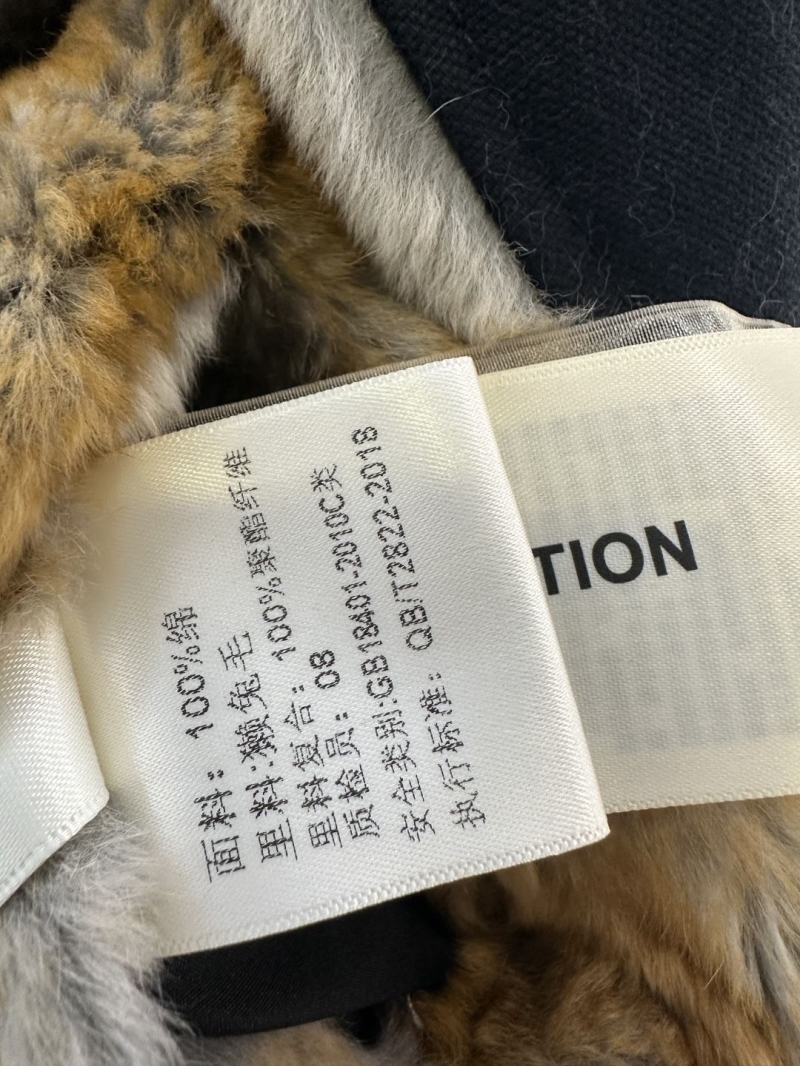 面料：100%绵
里料:獭兔毛
里料复合：100%聚酯纤维
质检员：08
安全类别:GB18401-2010C类
执行标准：QB/T2822-2018
TION